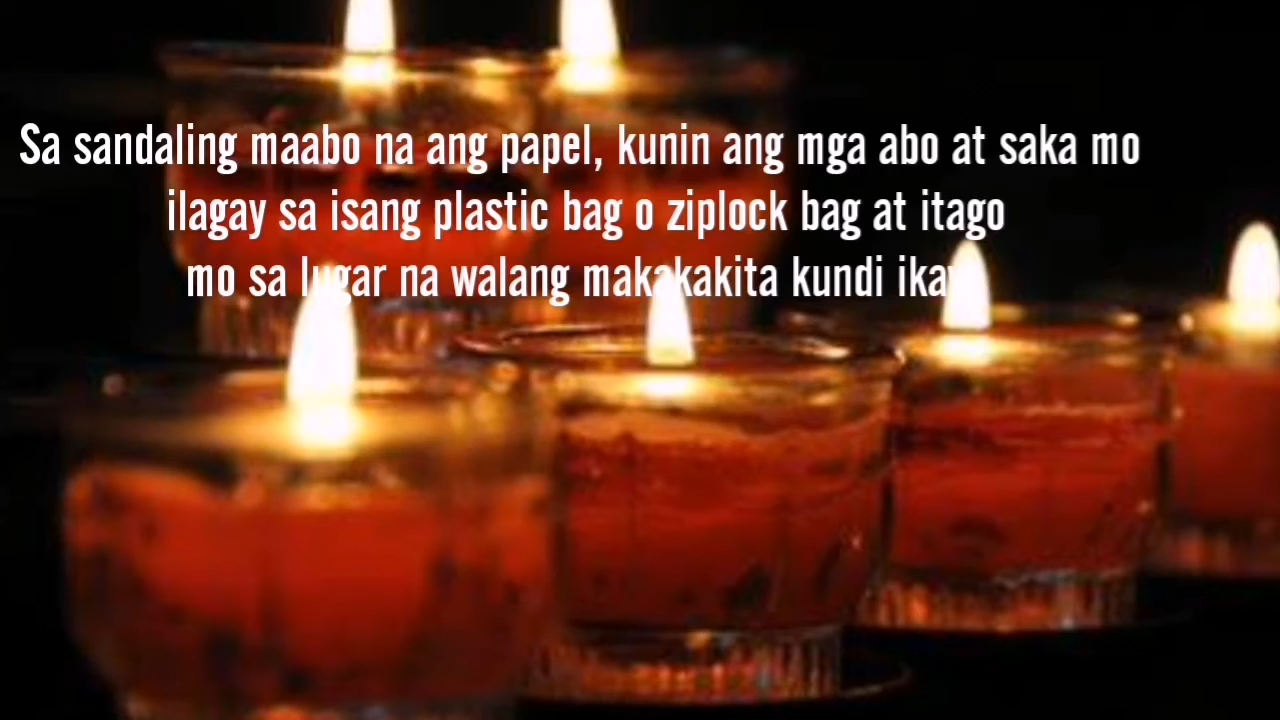 Sa sandaling maabo na ang papel, kunin ang mga abo at saka mo
ilagay sa isang plastic bag o ziplock bag at itago
mo sa lugar na walang makakakita kundi ikaw